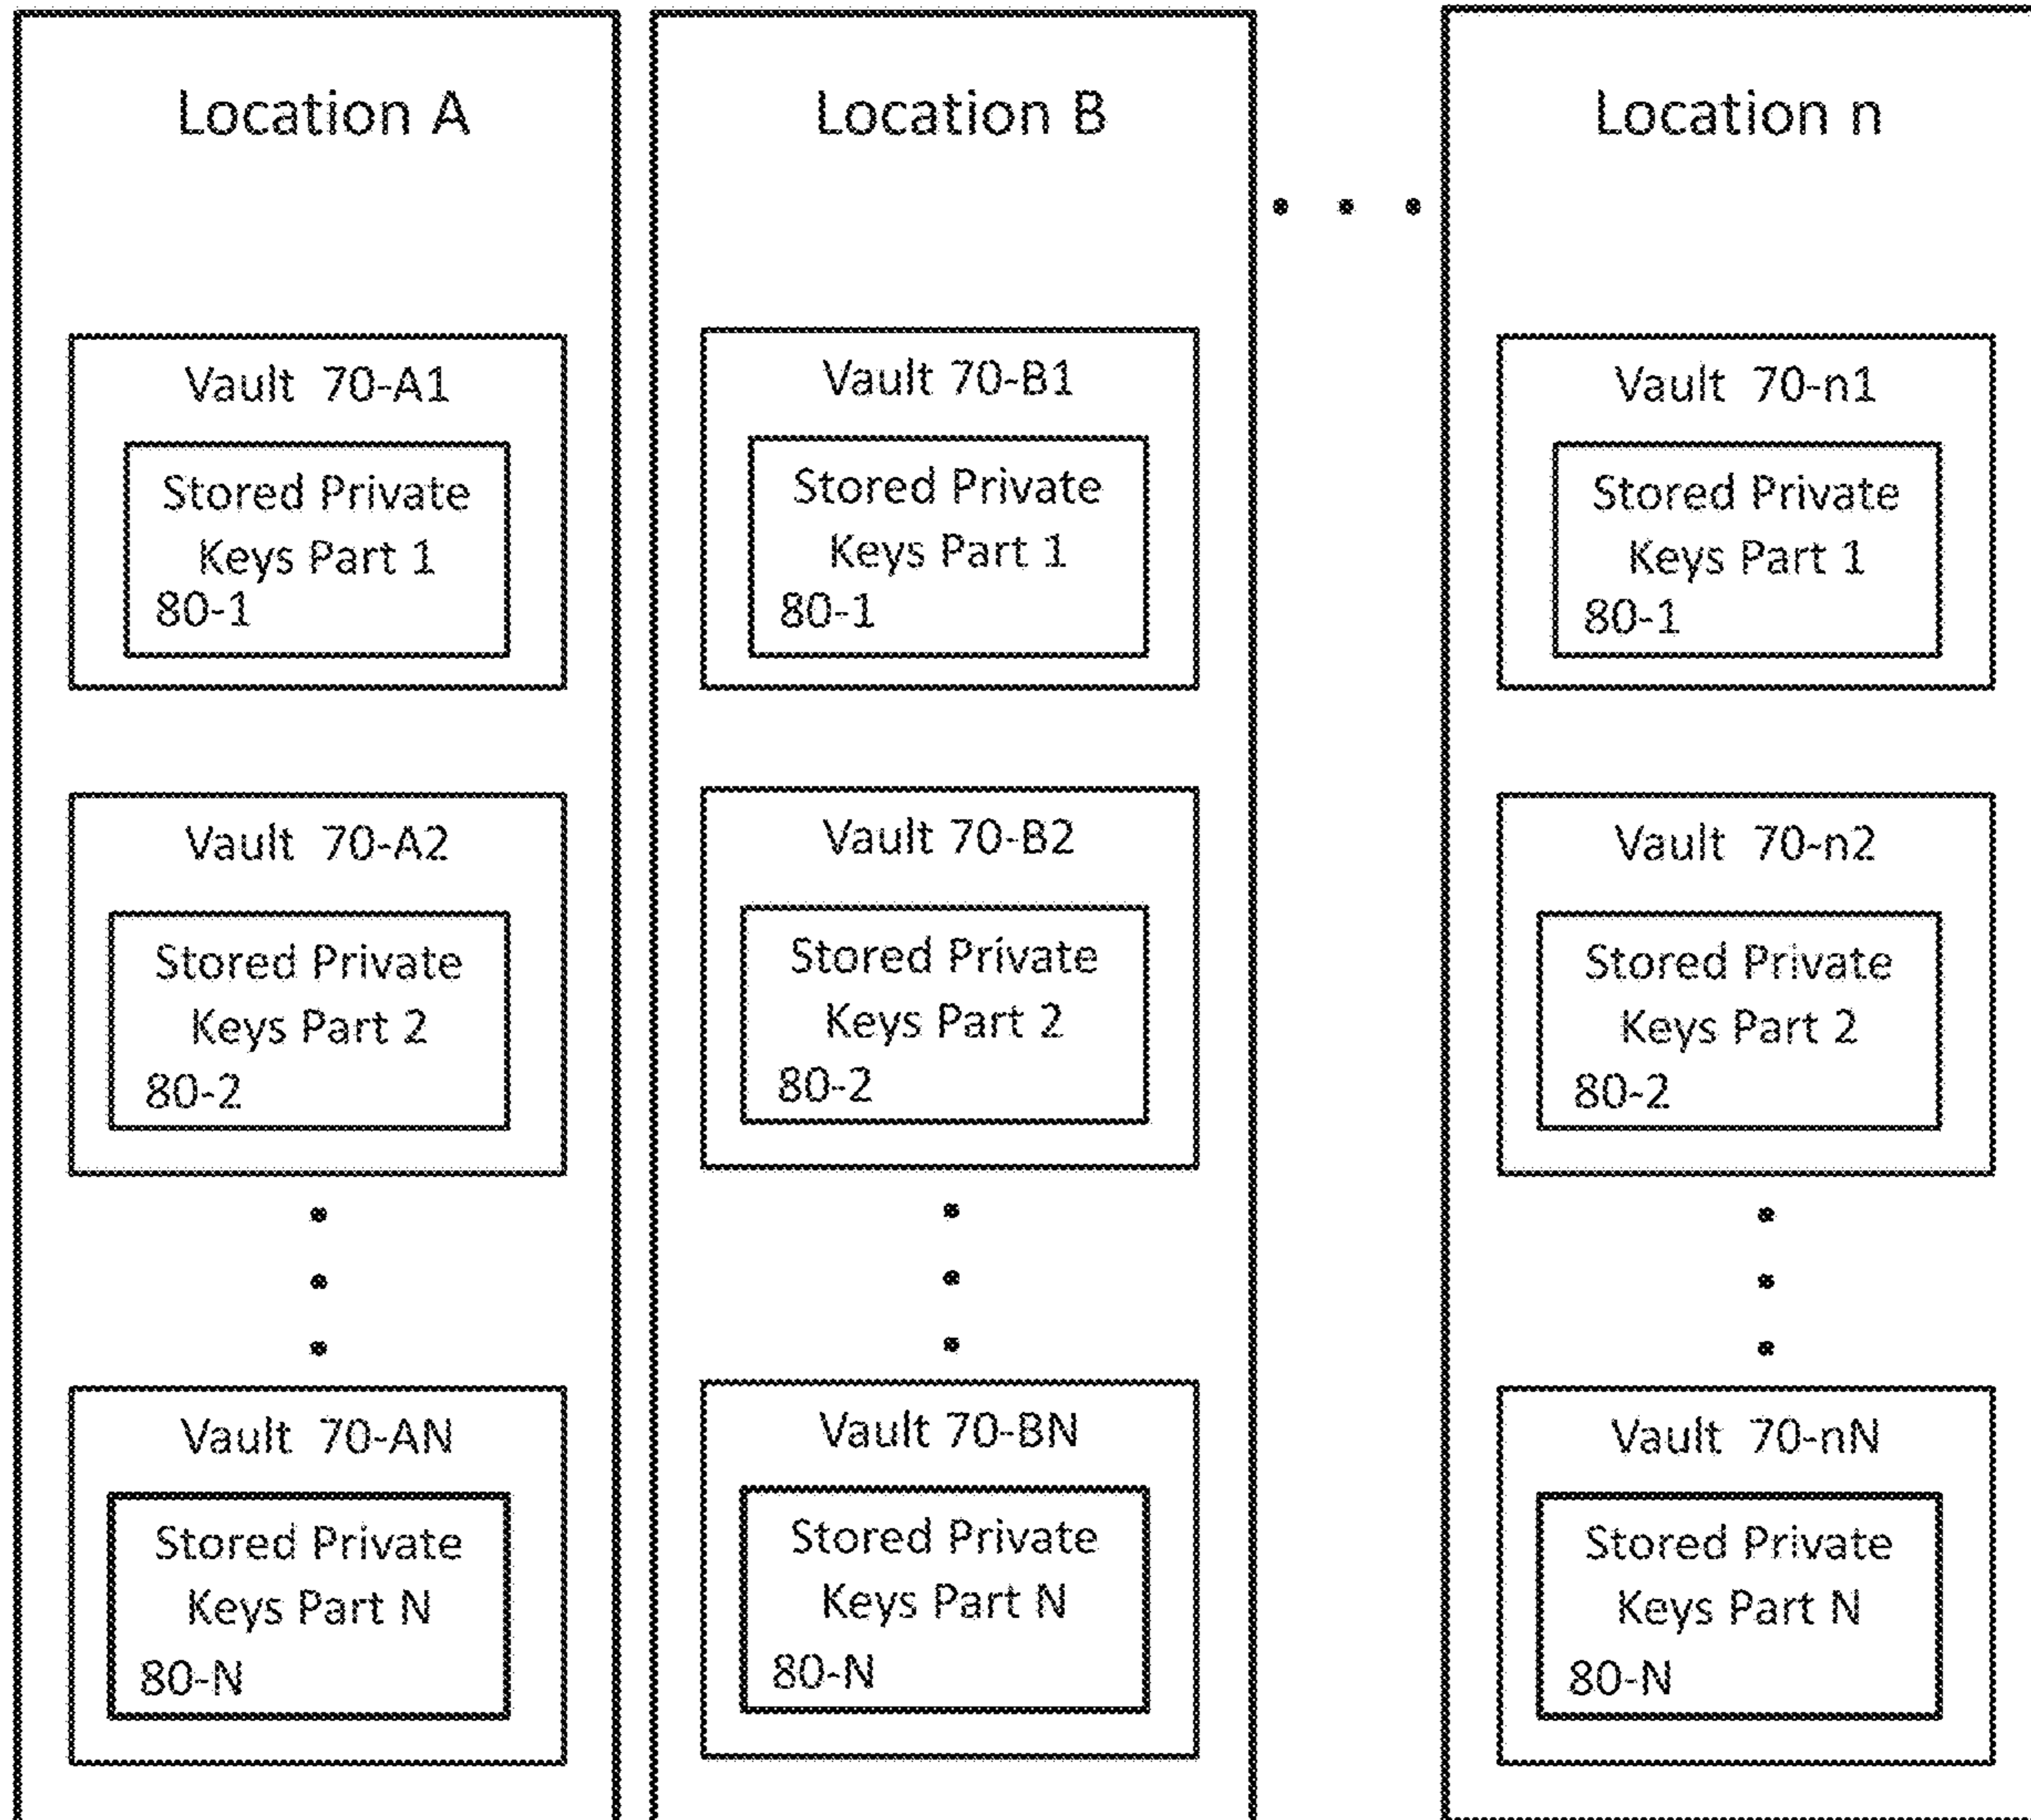 Location A
Vault 70-A1
Stored Private
Keys Part 1
80-1
Vault 70-A2
Stored Private
Keys Part 2
80-2
Vault 70-AN
Stored Private
Keys Part N
80-N
Location B
Vault 70-B1
Stored Private
Keys Part 1
80-1
Vault 70-B2
Stored Private
Keys Part 2
80-2
Vault 70-BN
Stored Private
Keys Part N
80-N
Location n
Vault 70-n1
Stored Private
Keys Part 1
80-1
Vault 70-n2
Stored Private
Keys Part 2
80-2
Vault 70-nN
Stored Private
Keys Part N
80-N